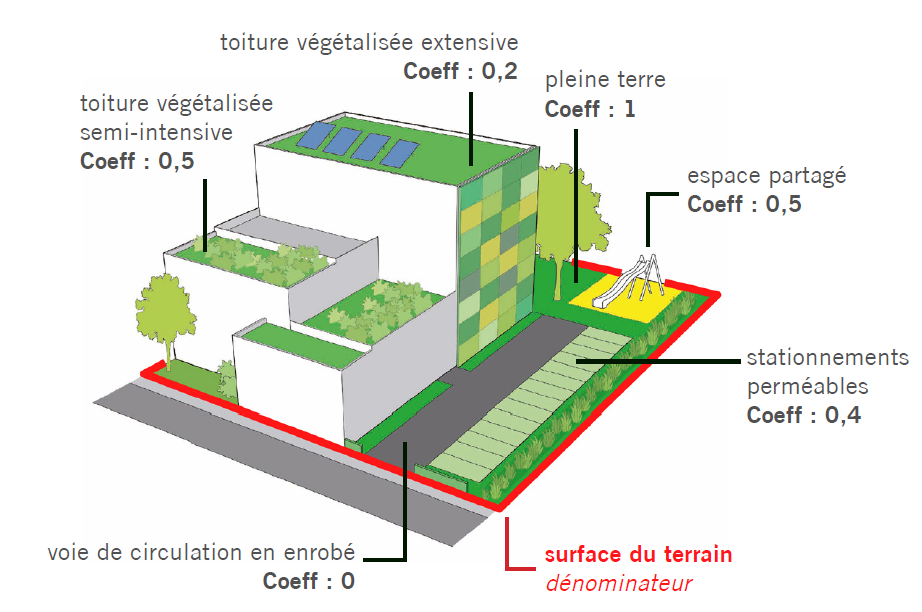 toiture végétalisée extensive
Coeff : 0,2
pleine terre
Coeff : 1
toiture végétalisée
semi-intensive
Coeff : 0,5
espace partagé
Coeff : 0,5
stationnements
perméables
Coeff : 0,4
voie de circulation en enrobé
Coeff : 0
surface du terrain
dénominateur